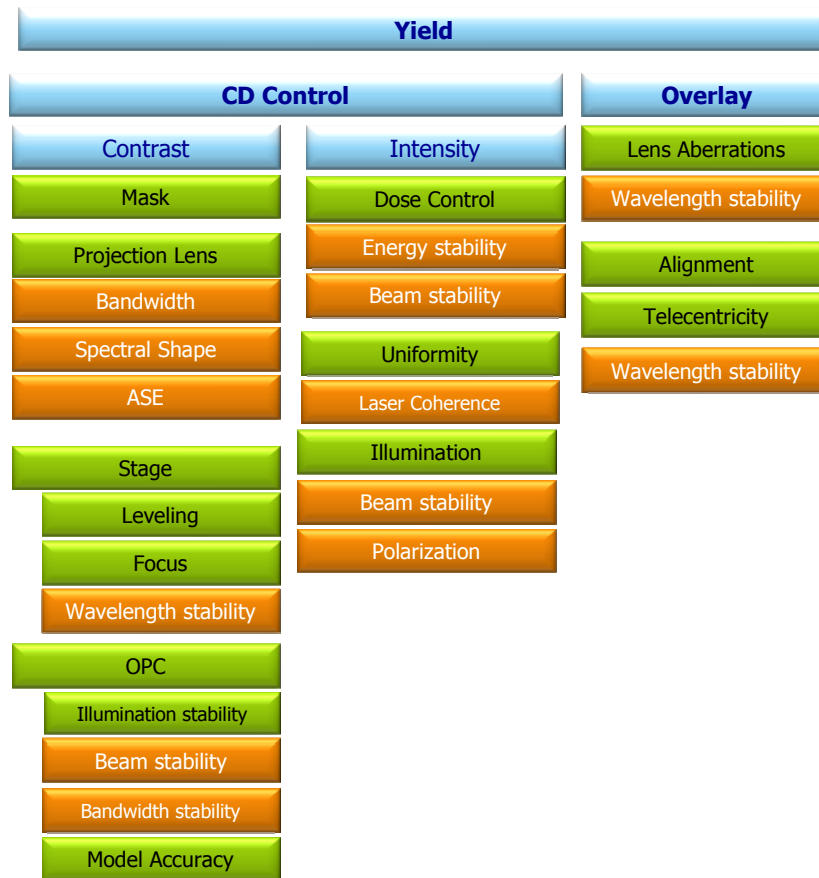 Yield
CD Control
Overlay
Contrast
Intensity
Lens Aberrations
Mask
Dose Control
Wavelength stability
Projection Lens
Energy stability
Alignment
Bandwidth
Beam stability
Telecentricity
Spectral Shape
Uniformity
Wavelength stability
ASE
Laser Coherence
Stage
Illumination
Leveling
Beam stability
Focus
Polarization
Wavelength stability
OPC
Illumination stability
Beam stability
Bandwidth stability
Model Accuracy